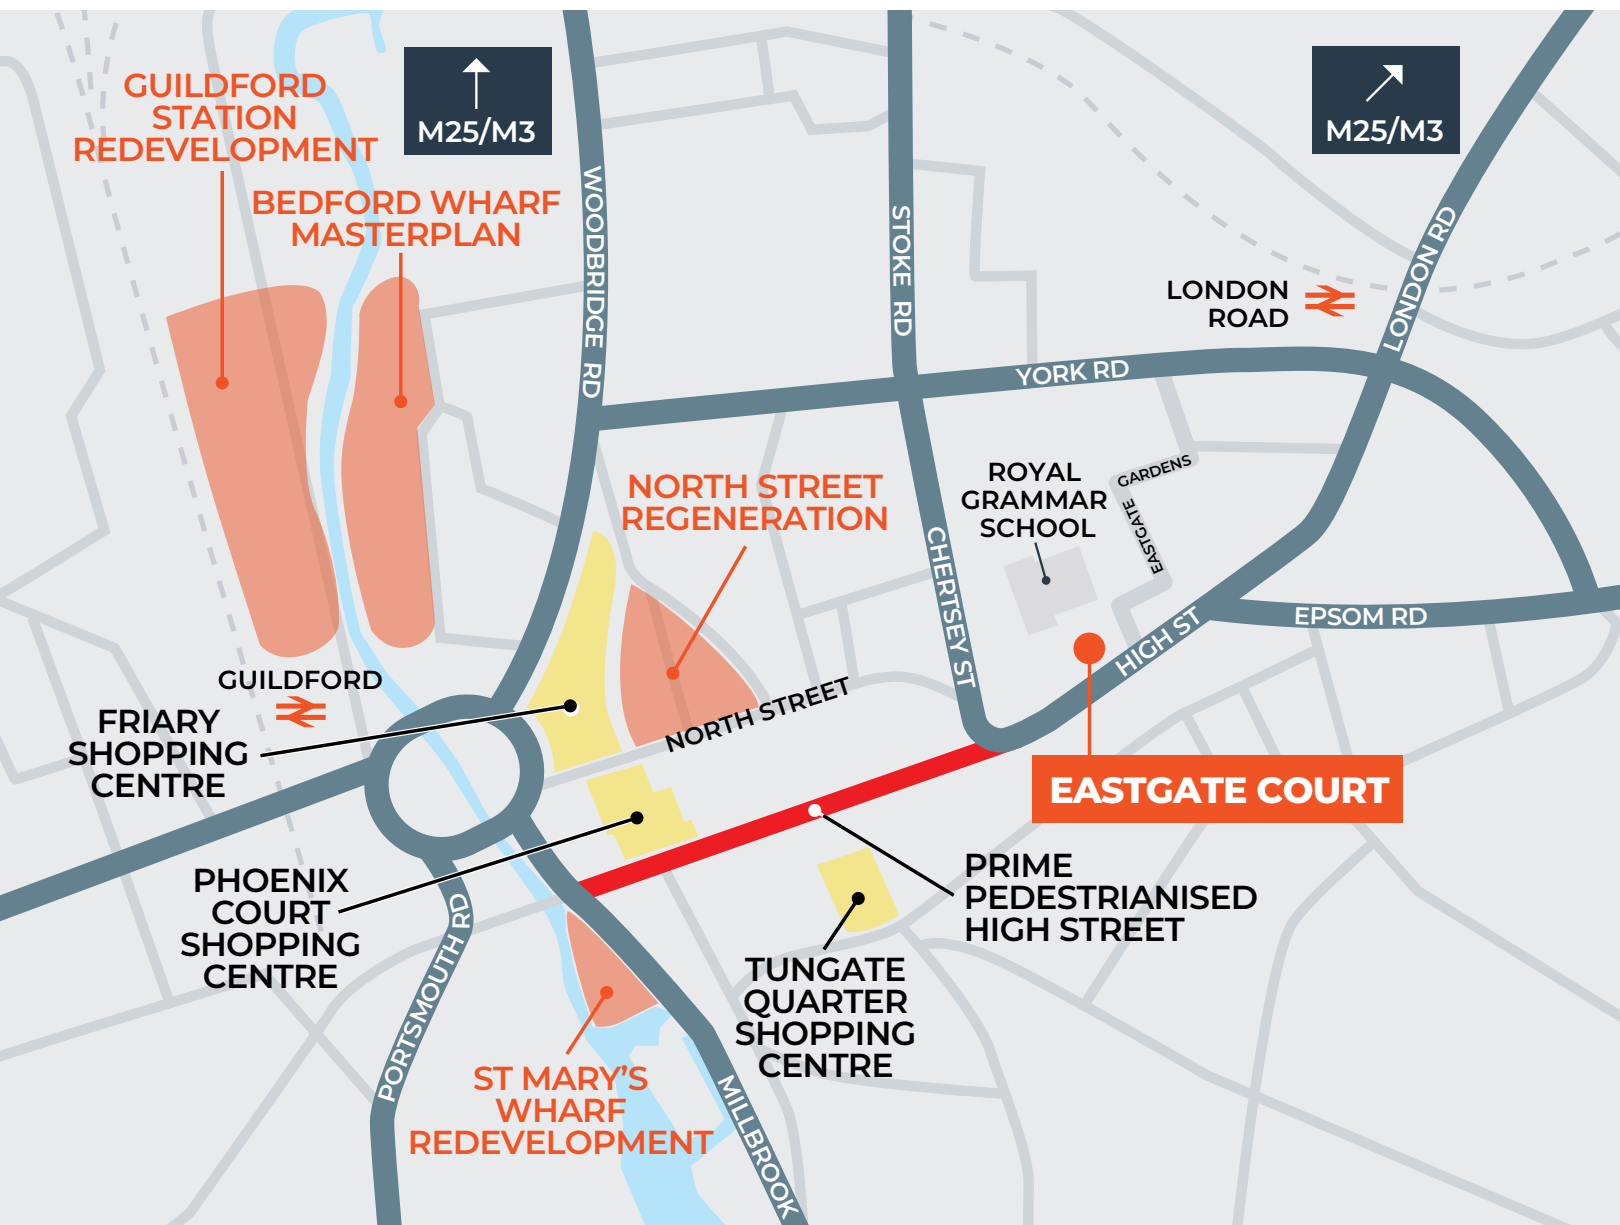 GUILDFORD
STATION
REDEVELOPMENT
M25/M3
M25/M3
BEDFORD WHARF
MASTERPLAN
WOODBRIDGE RD
STOKE RD
LONDON RD
LONDON
ROAD
YORK RD
NORTH STREET
REGENERATION
ROYAL
GRAMMAR
SCHOOL
GARDENS
EASTGATE
CHERTSEY ST
HIGH ST
EPSOM RD
GUILDFORD
FRIARY
SHOPPING
CENTRE
NORTH STREET
EASTGATE COURT
PHOENIX
COURT
SHOPPING
CENTRE
PRIME
PEDESTRIANISED
HIGH STREET
PORTSMOUTH RD
TUNGATE
QUARTER
SHOPPING
CENTRE
ST MARY'S
WHARF
REDEVELOPMENT
MILLBROOK